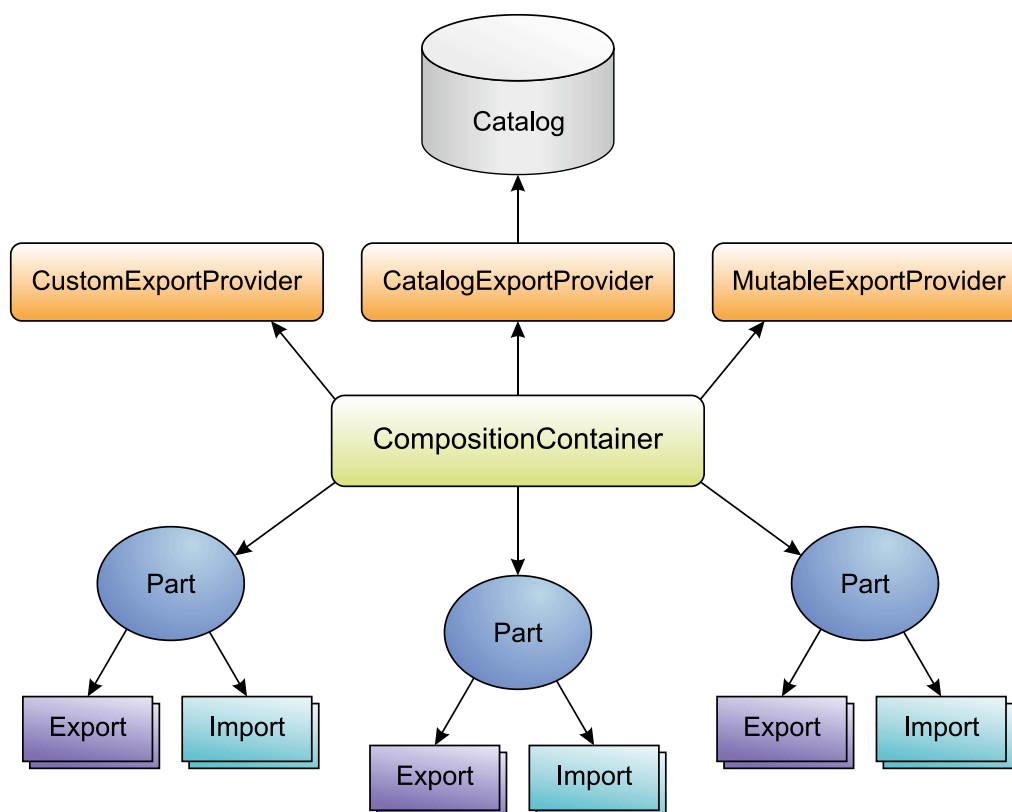 Catalog
CustomExportProvider
CatalogExportProvider
MutableExportProvider
CompositionContainer
Part
Part
Part
Export
Import
Export
Import
Export
Import